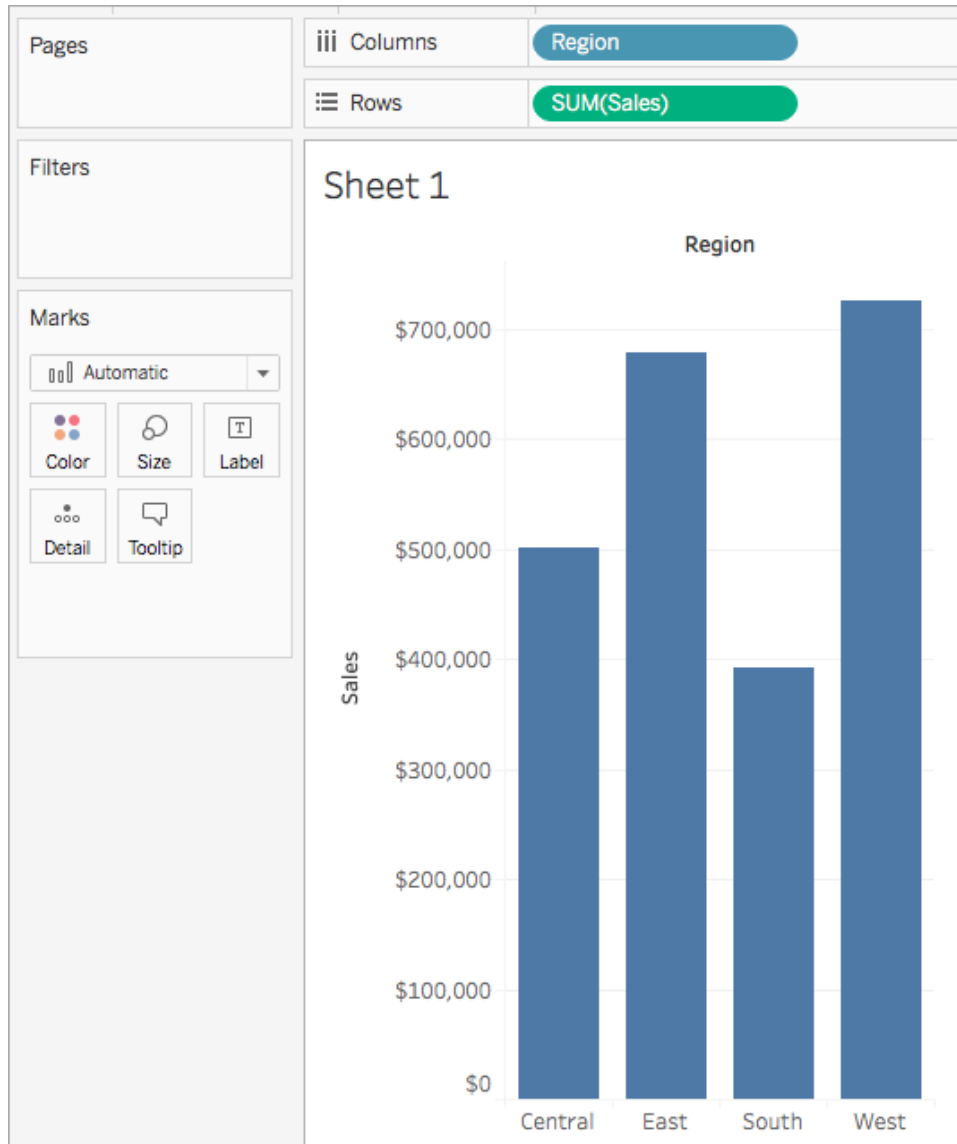 Pages
Columns
Region
Rows
SUM(Sales)
Filters
Sheet 1
Region
Marks
Automatic
Color
Size
T
Label
Detail
Tooltip
Sales
$700,000
$600,000
$500,000
$400,000
$300,000
$200,000
$100,000
$0
Central East South West